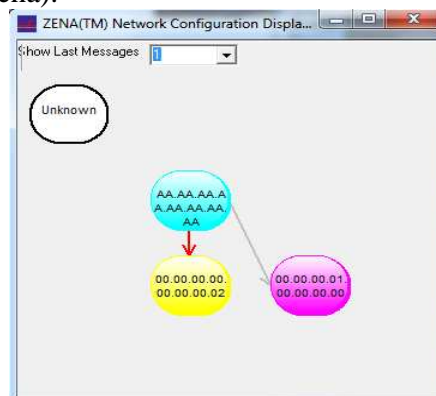 ena).
ZENA(TM) Network Configuration Displa...
Show Last Messages 1
Unknown
AA.AA.AA.A
A.AA.AA.AA.
AA
00.00.00.00.
00.00.00.02
00.00.00.01.
00.00.00.00